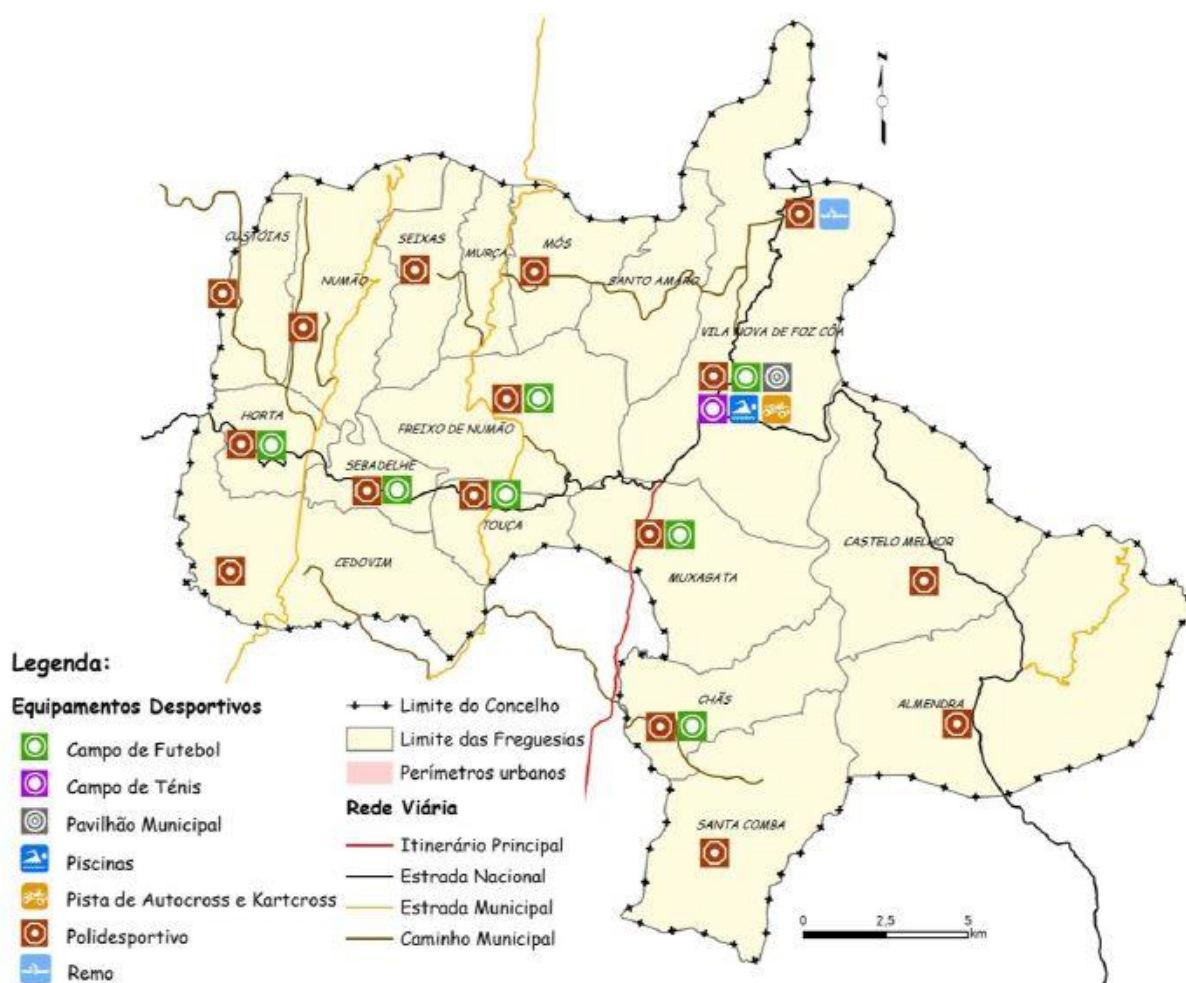 N
CUSTÓIAS
SEIXAS
MÓS
MURÇA
NUMÃO
SANTO AMARO
VILA NOVA DE FOZ CÔA
HORTA
FREIXO DE NUMÃO
SEBADELHE
TOUÇA
CASTELO MELHOR
CEDOVIM
MUXAGATA
CHÃS
ALMENDRA
SANTA COMBA
Legenda:
Equipamentos Desportivos
Campo de Futebol
Campo de Ténis
Pavilhão Municipal
Piscinas
Pista de Autocross e Kartcross
Polidesportivo
Remo
Limite do Concelho
Limite das Freguesias
Perímetros urbanos
Rede Viária
Itinerário Principal
Estrada Nacional
Estrada Municipal
Caminho Municipal
0 2,5 5
km